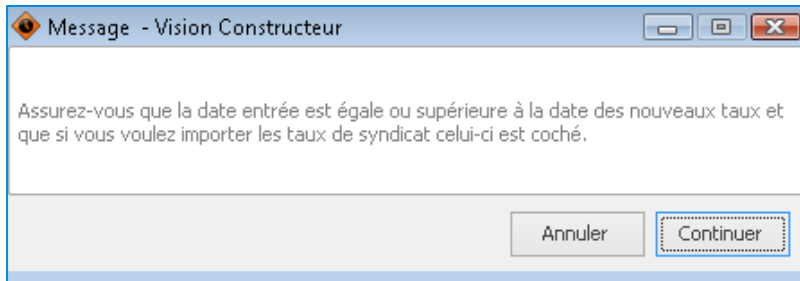 Message - Vision Constructeur
Assurez-vous que la date entrée est égale ou supérieure à la date des nouveaux taux et
que si vous voulez importer les taux de syndicat celui-ci est coché.
Annuler
Continuer